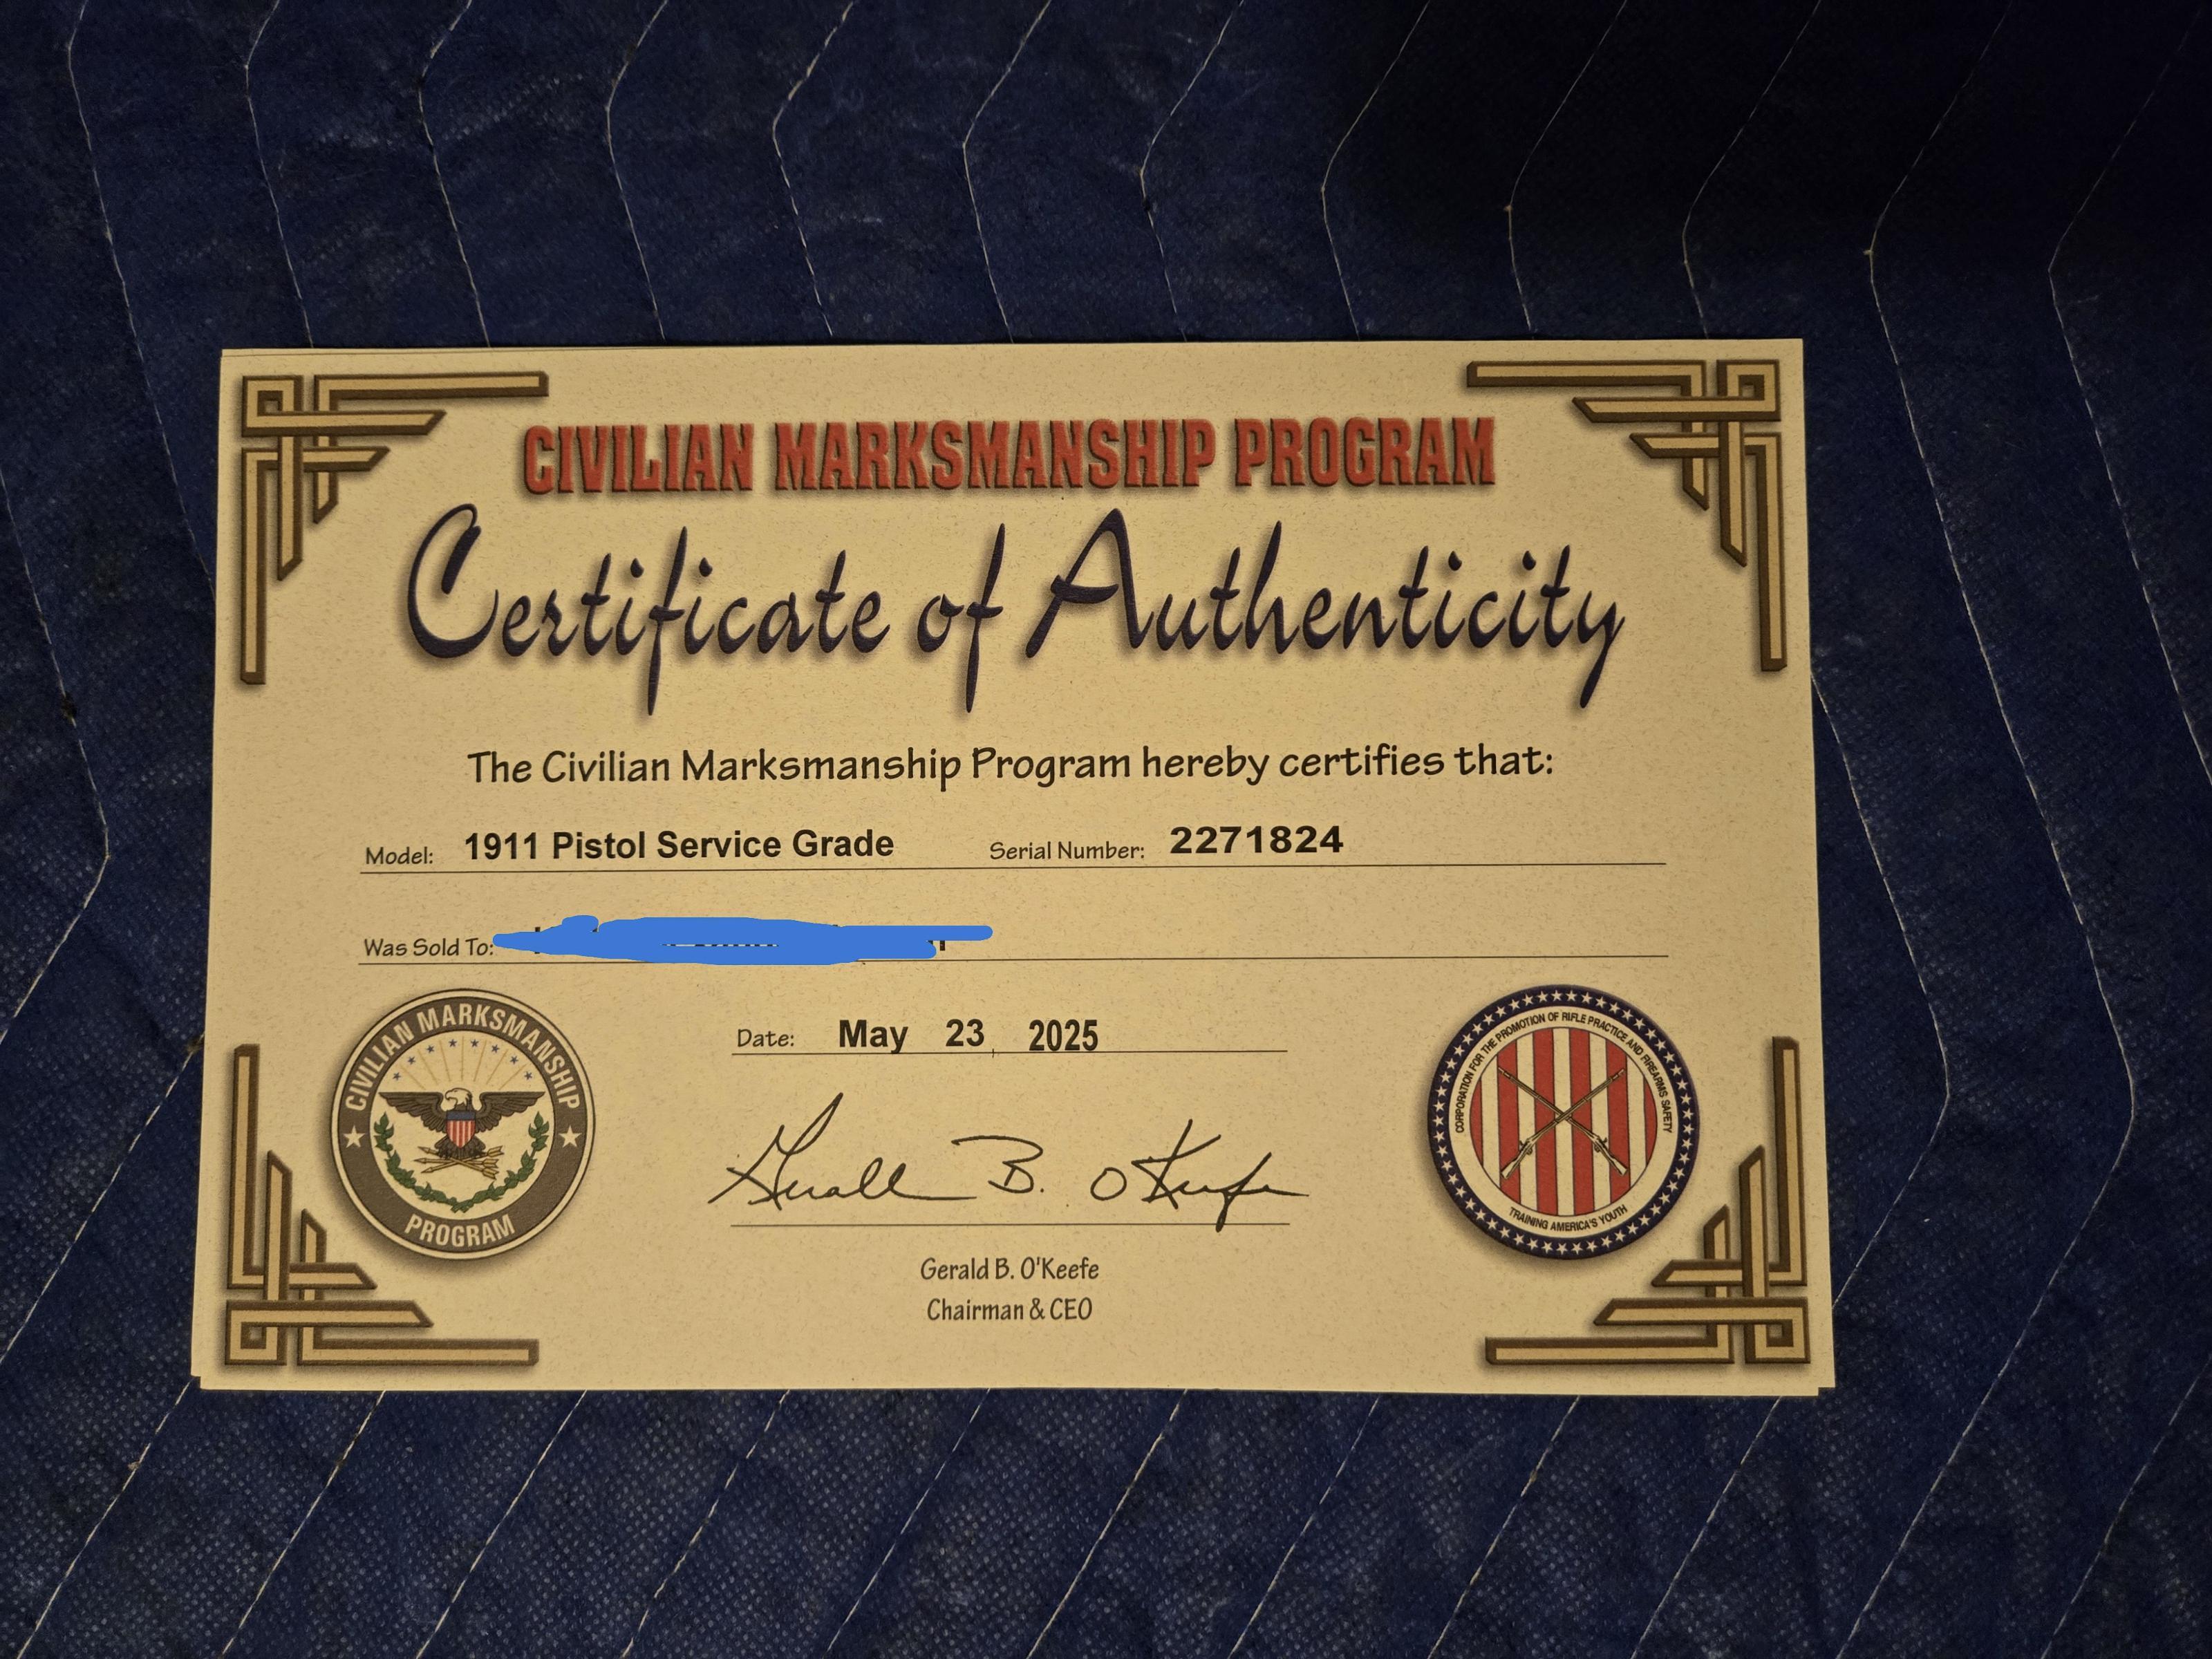 CIVILIAN MARKSMANSHIP PROGRAM
Certificate of Authenticity
The Civilian Marksmanship Program hereby certifies that:
Model: 1911 Pistol Service Grade Serial Number: 2271824
Was Sold To:
Date: May 23, 2025
CIVILIAN MARKSMANSHIP
PROGRAM
Gerald B. O'Keefe
CORPORATION FOR THE PROMOTION OF RIFLE PRACTICE AND FIREARMS SAFETY
TRAINING AMERICA'S YOUTH
Gerald B. O'Keefe
Chairman & CEO